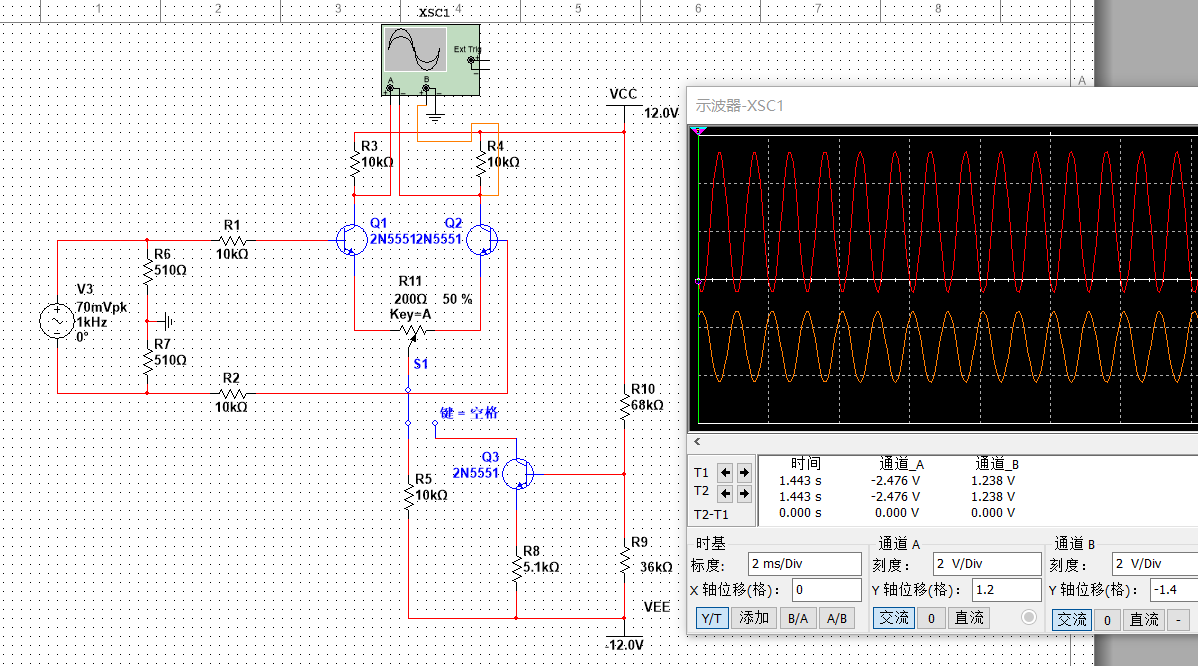 1 2 3 4 5 6 7 8
XSC1
Ext Trig
A B
A
VCC
12.0V
R3
10kΩ
R4
10kΩ
Q1
2N5551
Q2
2N5551
R1
10kΩ
R6
510Ω
V3
70mVpk
1kHz
0°
R7
510Ω
R2
10kΩ
R11
200Ω 50 %
Key=A
S1
键 = 空格
R10
68kΩ
Q3
2N5551
R5
10kΩ
R8
5.1kΩ
R9
36kΩ
VEE
-12.0V
示波器-XSC1
时间 通道_A 通道_B
T1 1.443 s -2.476 V 1.238 V
T2 1.443 s -2.476 V 1.238 V
T2-T1 0.000 s 0.000 V 0.000 V
时基 通道 A 通道 B
标度: 2 ms/Div 刻度: 2 V/Div 刻度: 2 V/Div
X 轴位移(格): 0 Y 轴位移(格): 1.2 Y 轴位移(格): -1.4
Y/T 添加 B/A A/B 交流 0 直流 交流 0 直流 -